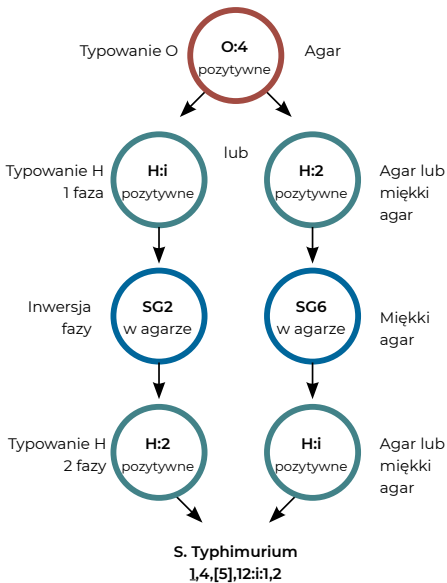 Typowanie O
O:4
pozytywne
Agar
lub
Typowanie H
1 faza
H:i
pozytywne
H:2
pozytywne
Agar lub
miękki
agar
Inwersja
fazy
SG2
w agarze
SG6
w agarze
Miękki
agar
Typowanie H
2 fazy
H:2
pozytywne
H:i
pozytywne
Agar lub
miękki
agar
S. Typhimurium
1,4,[5],12:i:1,2